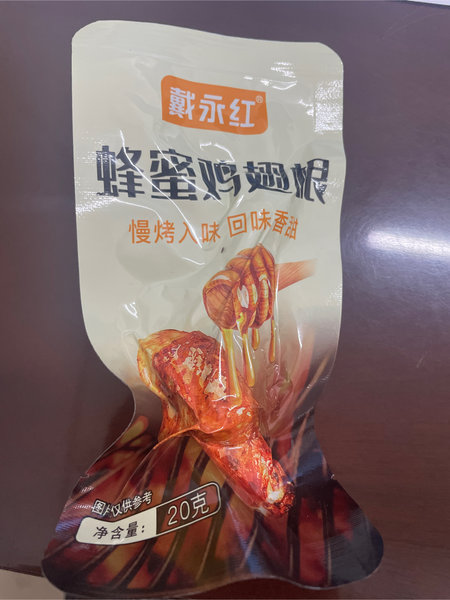 戴永红®
蜂蜜鸡翅根
慢烤入味 回味香甜
图片仅供参考
净含量: 20克